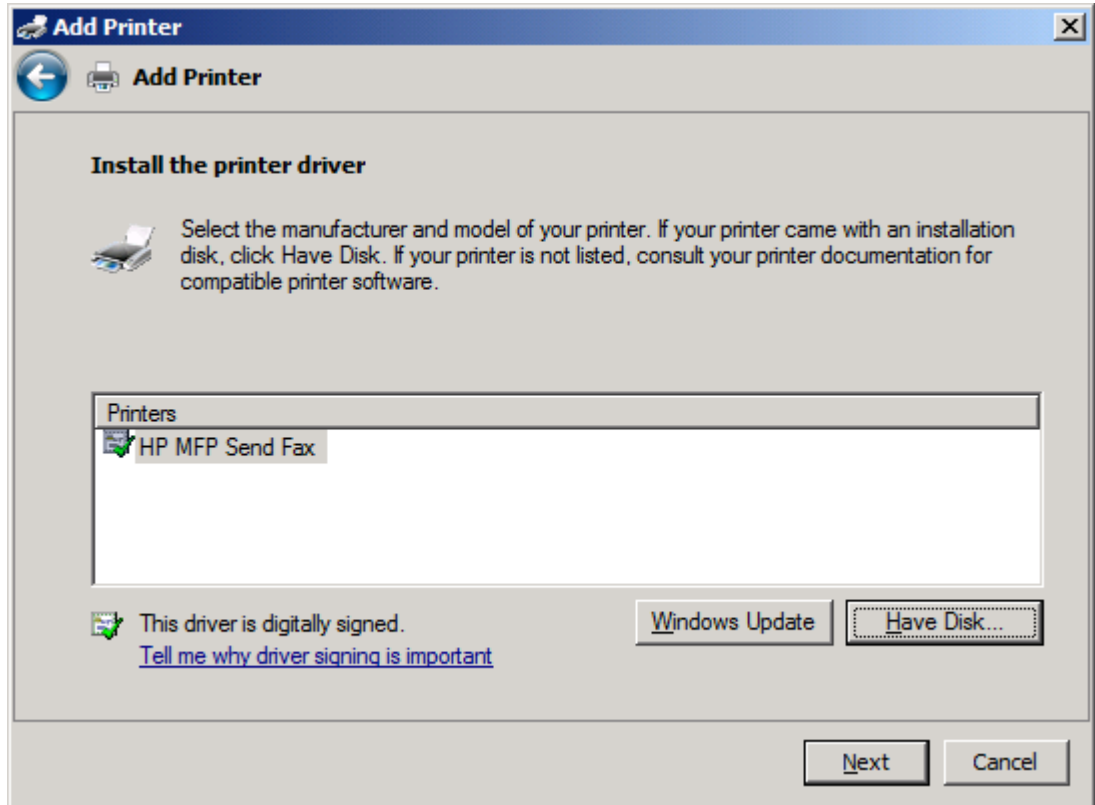 Add Printer
Add Printer
Install the printer driver
Select the manufacturer and model of your printer. If your printer came with an installation
disk, click Have Disk. If your printer is not listed, consult your printer documentation for
compatible printer software.
Printers
HP MFP Send Fax
This driver is digitally signed.
Tell me why driver signing is important
Windows Update
Have Disk...
Next
Cancel